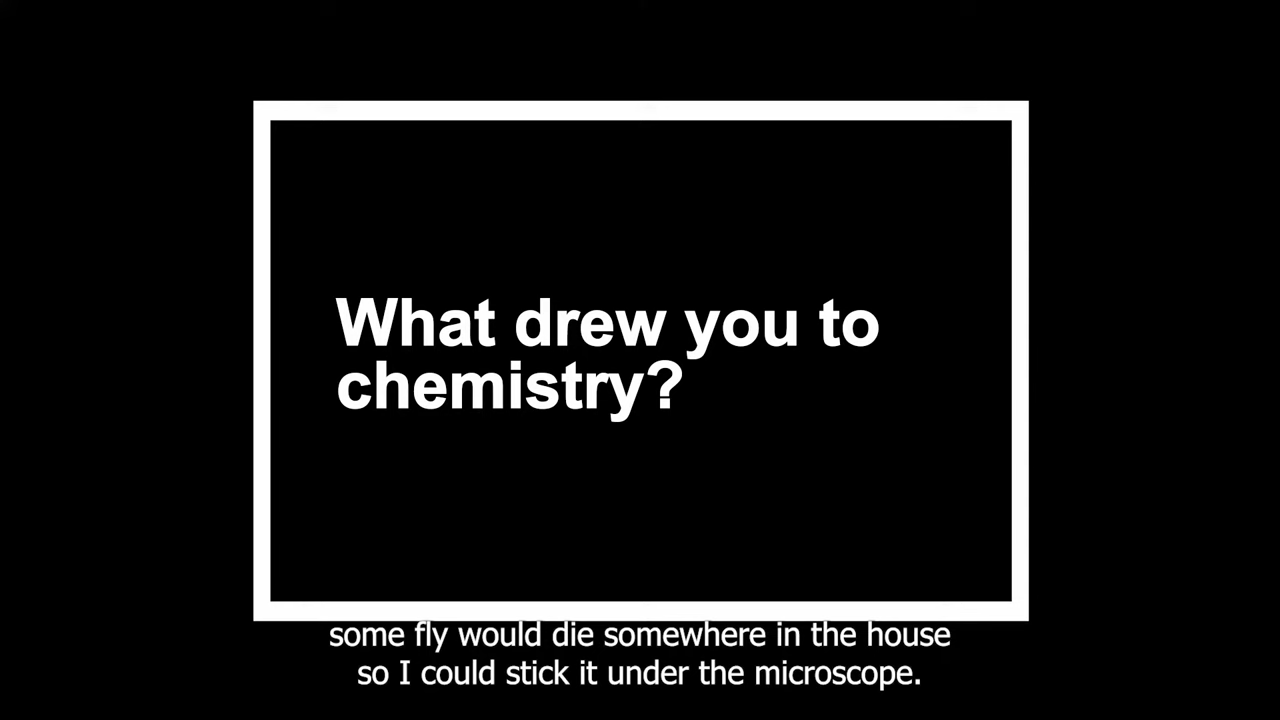 What drew you to
chemistry?
some fly would die somewhere in the house
so I could stick it under the microscope.